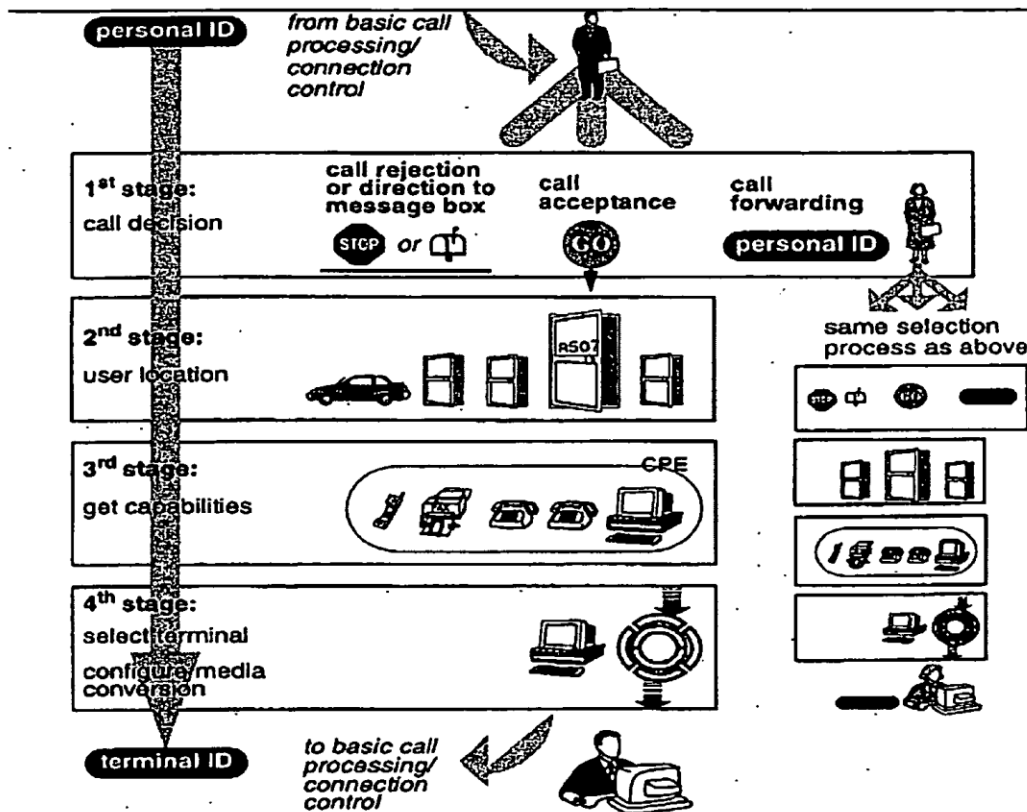 personal ID
from basic call
processing/
connection
control
1st stage:
call decision
call rejection
or direction to
message box
STOP or
call
acceptance
GO
call
forwarding
personal ID
2nd stage:
user location
R507
same selection
process as above
3rd stage:
get capabilities
CPE
4th stage:
select terminal
configure/media
conversion
terminal ID
to basic call
processing/
connection
control